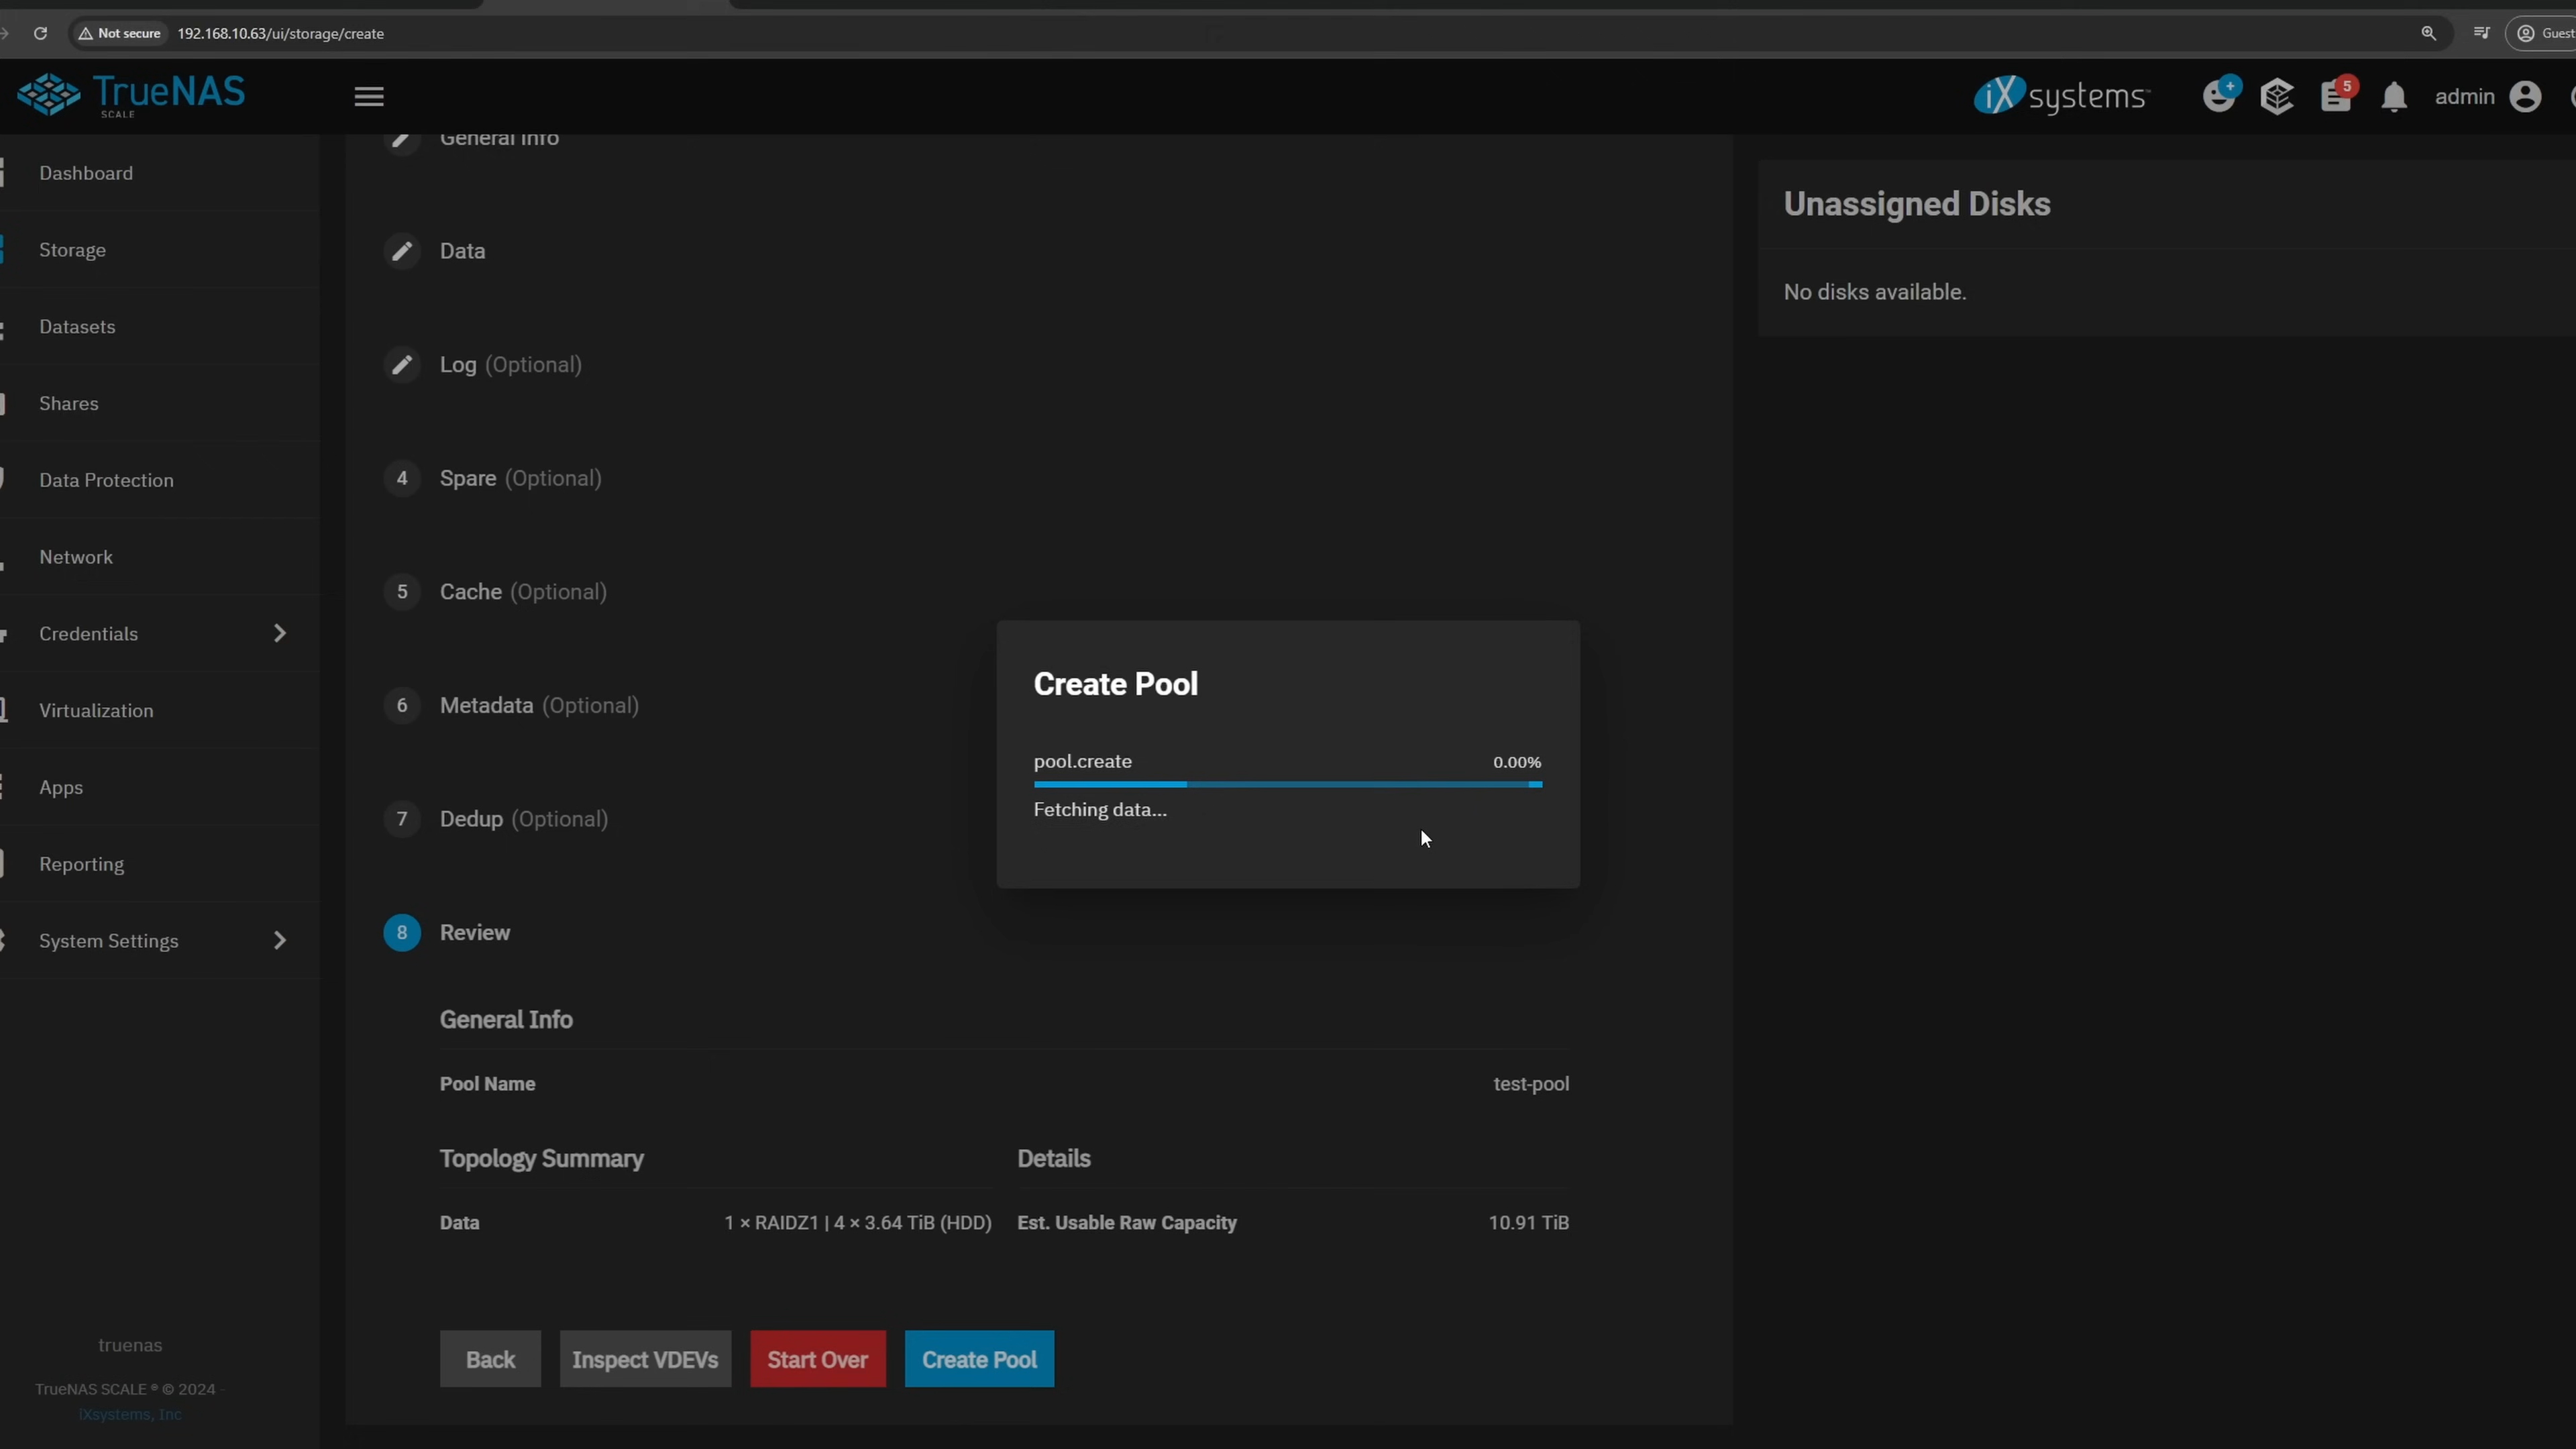 Not secure 192.168.10.63/ui/storage/create
Guest
TrueNAS
SCALE
iXsystems
+
5
admin
Dashboard
Storage
Datasets
Shares
Data Protection
Network
Credentials
Virtualization
Apps
Reporting
System Settings
truenas
TrueNAS SCALE ® © 2024 -
iXsystems, Inc
General Info
Data
Log (Optional)
4 Spare (Optional)
5 Cache (Optional)
6 Metadata (Optional)
7 Dedup (Optional)
8 Review
General Info
Pool Name test-pool
Topology Summary Details
Data 1 × RAIDZ1 | 4 × 3.64 TiB (HDD) Est. Usable Raw Capacity 10.91 TiB
Back Inspect VDEVs Start Over Create Pool
Create Pool
pool.create 0.00%
Fetching data...
Unassigned Disks
No disks available.